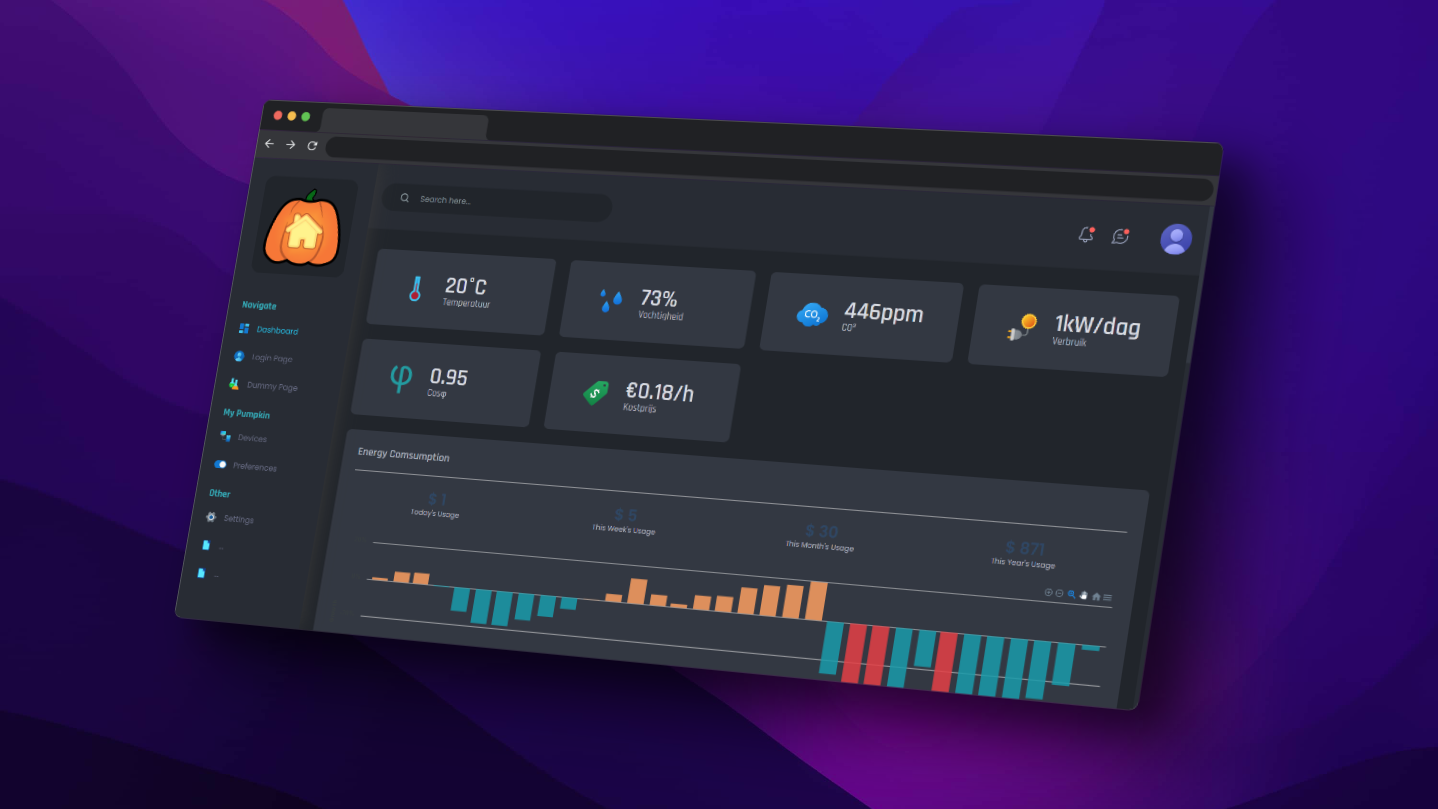 Search here...
20°C
Temperatuur
73%
Vochtigheid
CO₂
446ppm
CO²
1kW/dag
Verbruik
Navigate
Dashboard
Login Page
Dummy Page
My Pumpkin
Devices
Preferences
Other
Settings
...
...
φ
0.95
Cosφ
$
€0.18/h
Kostprijs
Energy Comsumption
$ 1
Today's Usage
$ 5
This Week's Usage
$ 30
This Month's Usage
$ 871
This Year's Usage